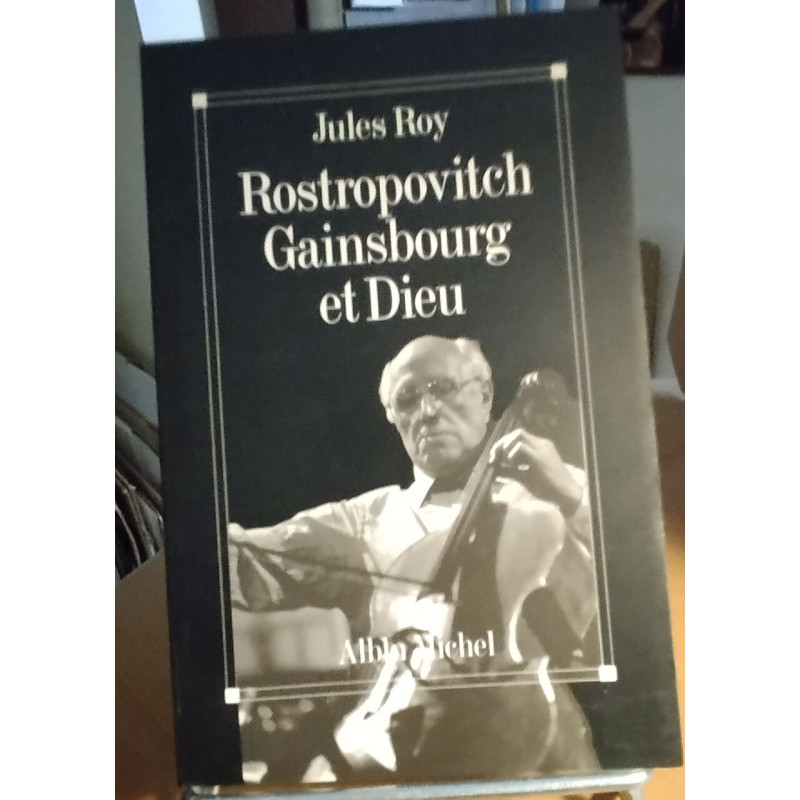 Jules Roy
Rostropovitch
Gainsbourg
et Dieu
Albin Michel